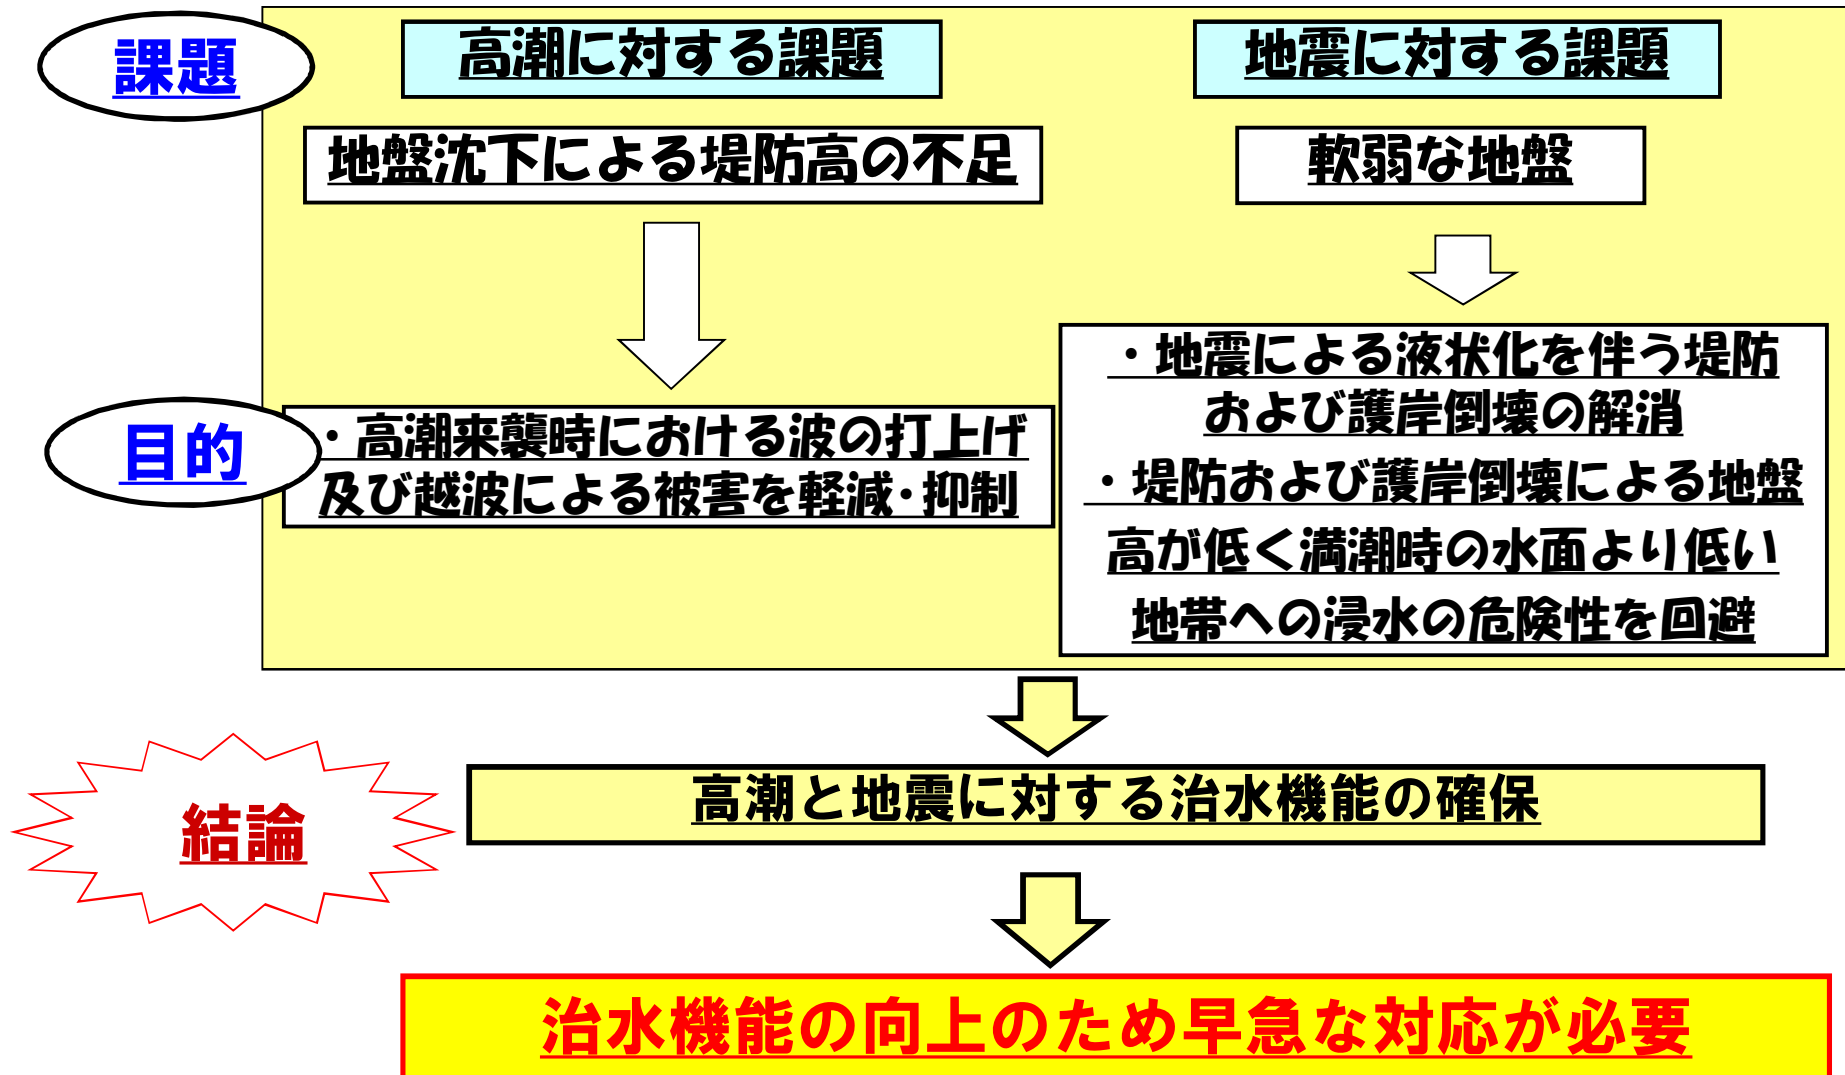 課題
高潮に対する課題
地震に対する課題
地盤沈下による堤防高の不足
軟弱な地盤
目的
・高潮来襲時における波の打上げ
及び越波による被害を軽減・抑制
・地震による液状化を伴う堤防
および護岸倒壊の解消
・堤防および護岸倒壊による地盤
高が低く満潮時の水面より低い
地帯への浸水の危険性を回避
結論
高潮と地震に対する治水機能の確保
治水機能の向上のため早急な対応が必要